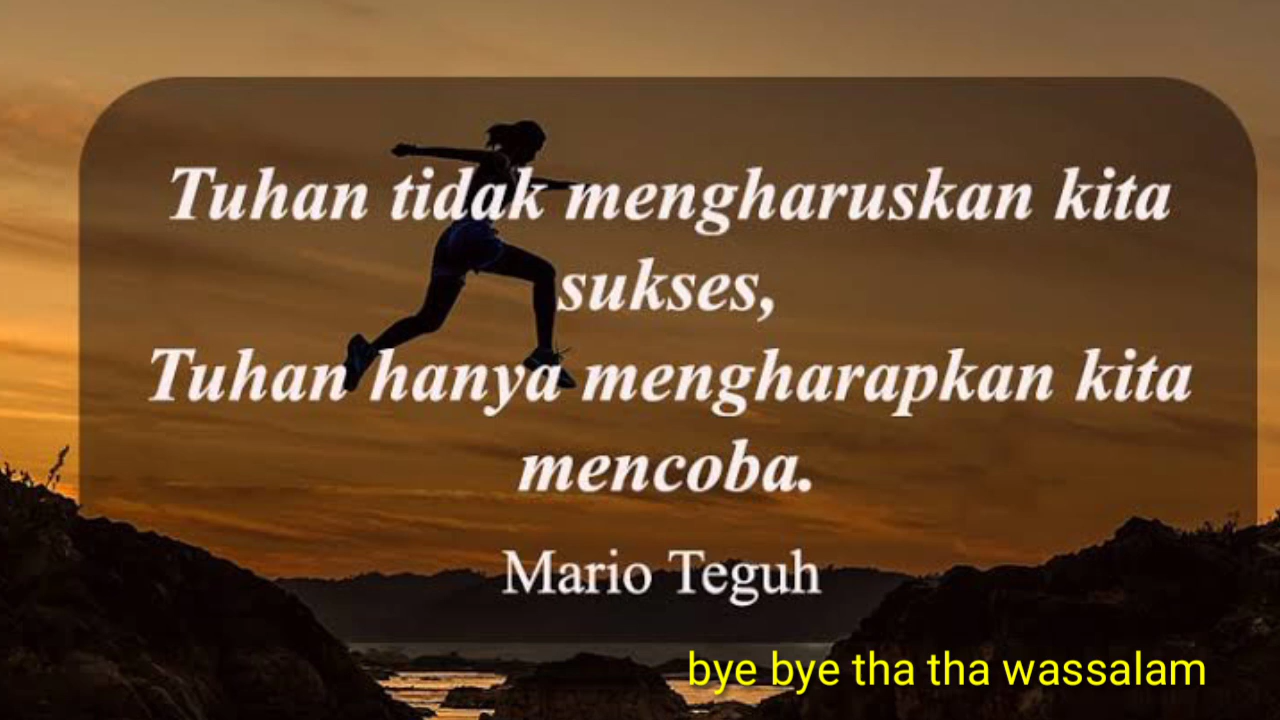 Tuhan tidak mengharuskan kita
sukses,
Tuhan hanya mengharapkan kita
mencoba.
Mario Teguh
bye bye tha tha wassalam